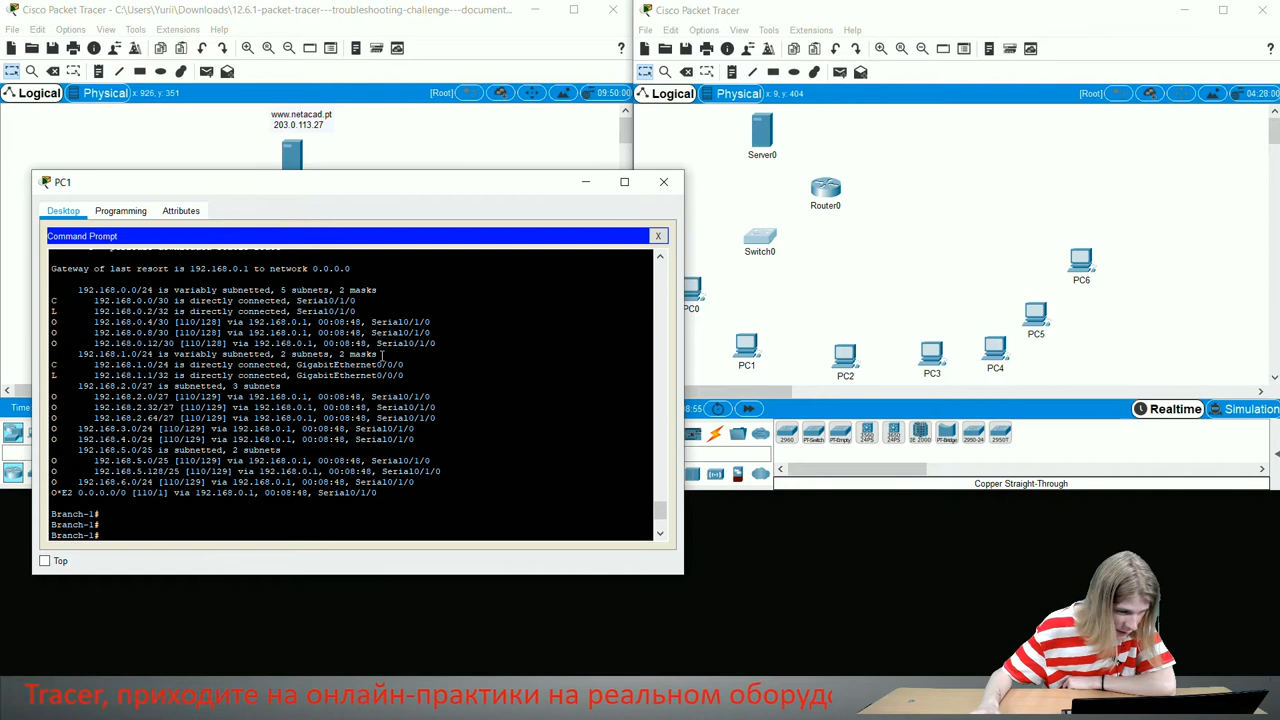 Cisco Packet Tracer - C:\Users\Yurii\Downloads\12.6.1-packet-tracer---troubleshooting-challenge---document...
File Edit Options View Tools Extensions Help
Logical Physical x: 926, y: 351 [Root] 09:50:00
www.netacad.pt
203.0.113.27
Cisco Packet Tracer
File Edit Options View Tools Extensions Help
Logical Physical x: 9, y: 404 [Root] 04:28:00
Server0
Router0
Switch0
PC6
PC0
PC5
PC1
PC2
PC3
PC4
PC1
Desktop Programming Attributes
Command Prompt X
Gateway of last resort is 192.168.0.1 to network 0.0.0.0
192.168.0.0/24 is variably subnetted, 5 subnets, 2 masks
C 192.168.0.0/30 is directly connected, Serial0/1/0
L 192.168.0.2/32 is directly connected, Serial0/1/0
O 192.168.0.4/30 [110/128] via 192.168.0.1, 00:08:48, Serial0/1/0
O 192.168.0.8/30 [110/128] via 192.168.0.1, 00:08:48, Serial0/1/0
O 192.168.0.12/30 [110/128] via 192.168.0.1, 00:08:48, Serial0/1/0
192.168.1.0/24 is variably subnetted, 2 subnets, 2 masks
C 192.168.1.0/24 is directly connected, GigabitEthernet0/0/0
L 192.168.1.1/32 is directly connected, GigabitEthernet0/0/0
192.168.2.0/27 is subnetted, 3 subnets
O 192.168.2.0/27 [110/129] via 192.168.0.1, 00:08:48, Serial0/1/0
O 192.168.2.32/27 [110/129] via 192.168.0.1, 00:08:48, Serial0/1/0
O 192.168.2.64/27 [110/129] via 192.168.0.1, 00:08:48, Serial0/1/0
O 192.168.3.0/24 [110/129] via 192.168.0.1, 00:08:48, Serial0/1/0
O 192.168.4.0/24 [110/129] via 192.168.0.1, 00:08:48, Serial0/1/0
192.168.5.0/25 is subnetted, 2 subnets
O 192.168.5.0/25 [110/129] via 192.168.0.1, 00:08:48, Serial0/1/0
O 192.168.5.128/25 [110/129] via 192.168.0.1, 00:08:48, Serial0/1/0
O 192.168.6.0/24 [110/129] via 192.168.0.1, 00:08:48, Serial0/1/0
O*E2 0.0.0.0/0 [110/1] via 192.168.0.1, 00:08:48, Serial0/1/0
Branch-1#
Branch-1#
Branch-1#
Top
Time
8:55
Realtime Simulation
2960 PT-Switch PT-Empty IE 2000 PT-Bridge 2950-24 2950T
Copper Straight-Through
Tracer, приходите на онлайн-практики на реальном оборудо